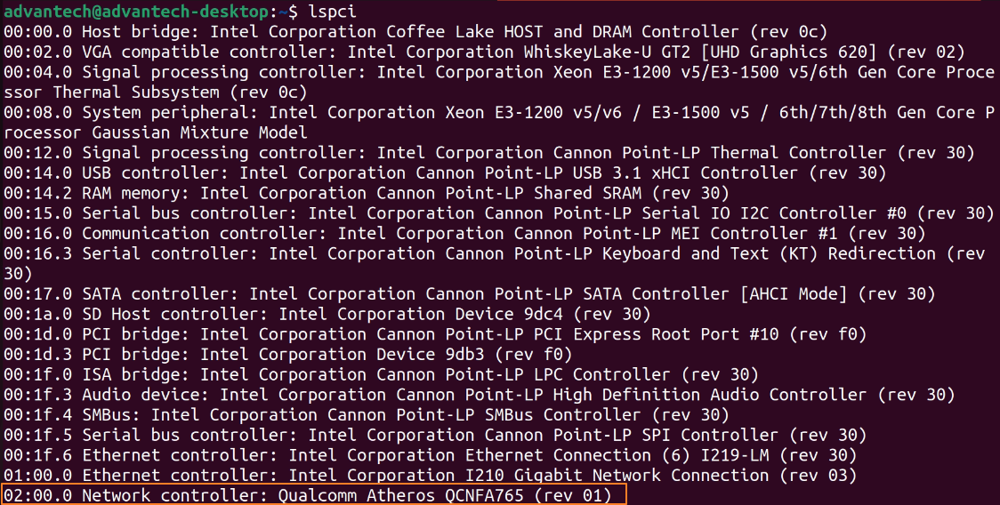 advantech@advantech-desktop:~$ lspci
00:00.0 Host bridge: Intel Corporation Coffee Lake HOST and DRAM Controller (rev 0c)
00:02.0 VGA compatible controller: Intel Corporation WhiskeyLake-U GT2 [UHD Graphics 620] (rev 02)
00:04.0 Signal processing controller: Intel Corporation Xeon E3-1200 v5/E3-1500 v5/6th Gen Core Proce
ssor Thermal Subsystem (rev 0c)
00:08.0 System peripheral: Intel Corporation Xeon E3-1200 v5/v6 / E3-1500 v5 / 6th/7th/8th Gen Core P
rocessor Gaussian Mixture Model
00:12.0 Signal processing controller: Intel Corporation Cannon Point-LP Thermal Controller (rev 30)
00:14.0 USB controller: Intel Corporation Cannon Point-LP USB 3.1 xHCI Controller (rev 30)
00:14.2 RAM memory: Intel Corporation Cannon Point-LP Shared SRAM (rev 30)
00:15.0 Serial bus controller: Intel Corporation Cannon Point-LP Serial IO I2C Controller #0 (rev 30)
00:16.0 Communication controller: Intel Corporation Cannon Point-LP MEI Controller #1 (rev 30)
00:16.3 Serial controller: Intel Corporation Cannon Point-LP Keyboard and Text (KT) Redirection (rev
30)
00:17.0 SATA controller: Intel Corporation Cannon Point-LP SATA Controller [AHCI Mode] (rev 30)
00:1a.0 SD Host controller: Intel Corporation Device 9dc4 (rev 30)
00:1d.0 PCI bridge: Intel Corporation Cannon Point-LP PCI Express Root Port #10 (rev f0)
00:1d.3 PCI bridge: Intel Corporation Device 9db3 (rev f0)
00:1f.0 ISA bridge: Intel Corporation Cannon Point-LP LPC Controller (rev 30)
00:1f.3 Audio device: Intel Corporation Cannon Point-LP High Definition Audio Controller (rev 30)
00:1f.4 SMBus: Intel Corporation Cannon Point-LP SMBus Controller (rev 30)
00:1f.5 Serial bus controller: Intel Corporation Cannon Point-LP SPI Controller (rev 30)
00:1f.6 Ethernet controller: Intel Corporation Ethernet Connection (6) I219-LM (rev 30)
01:00.0 Ethernet controller: Intel Corporation I210 Gigabit Network Connection (rev 03)
02:00.0 Network controller: Qualcomm Atheros QCNFA765 (rev 01)